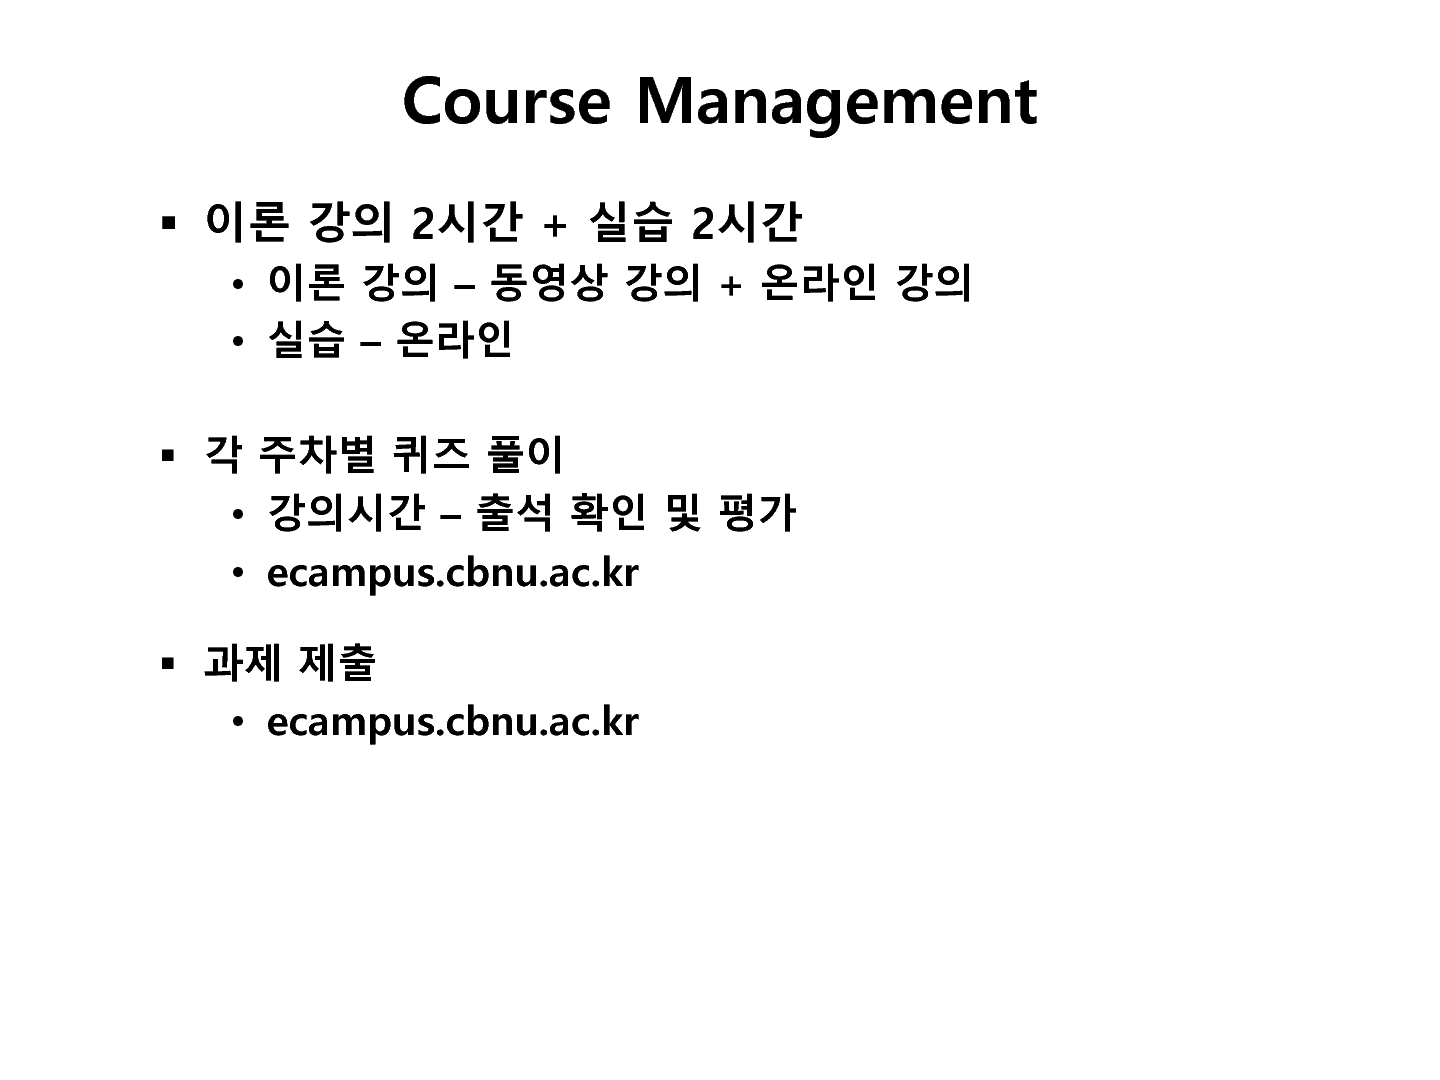 Course Management
▪ 이론 강의 2시간 + 실습 2시간
• 이론 강의 – 동영상 강의 + 온라인 강의
• 실습 – 온라인
▪ 각 주차별 퀴즈 풀이
• 강의시간 – 출석 확인 및 평가
• ecampus.cbnu.ac.kr
▪ 과제 제출
• ecampus.cbnu.ac.kr